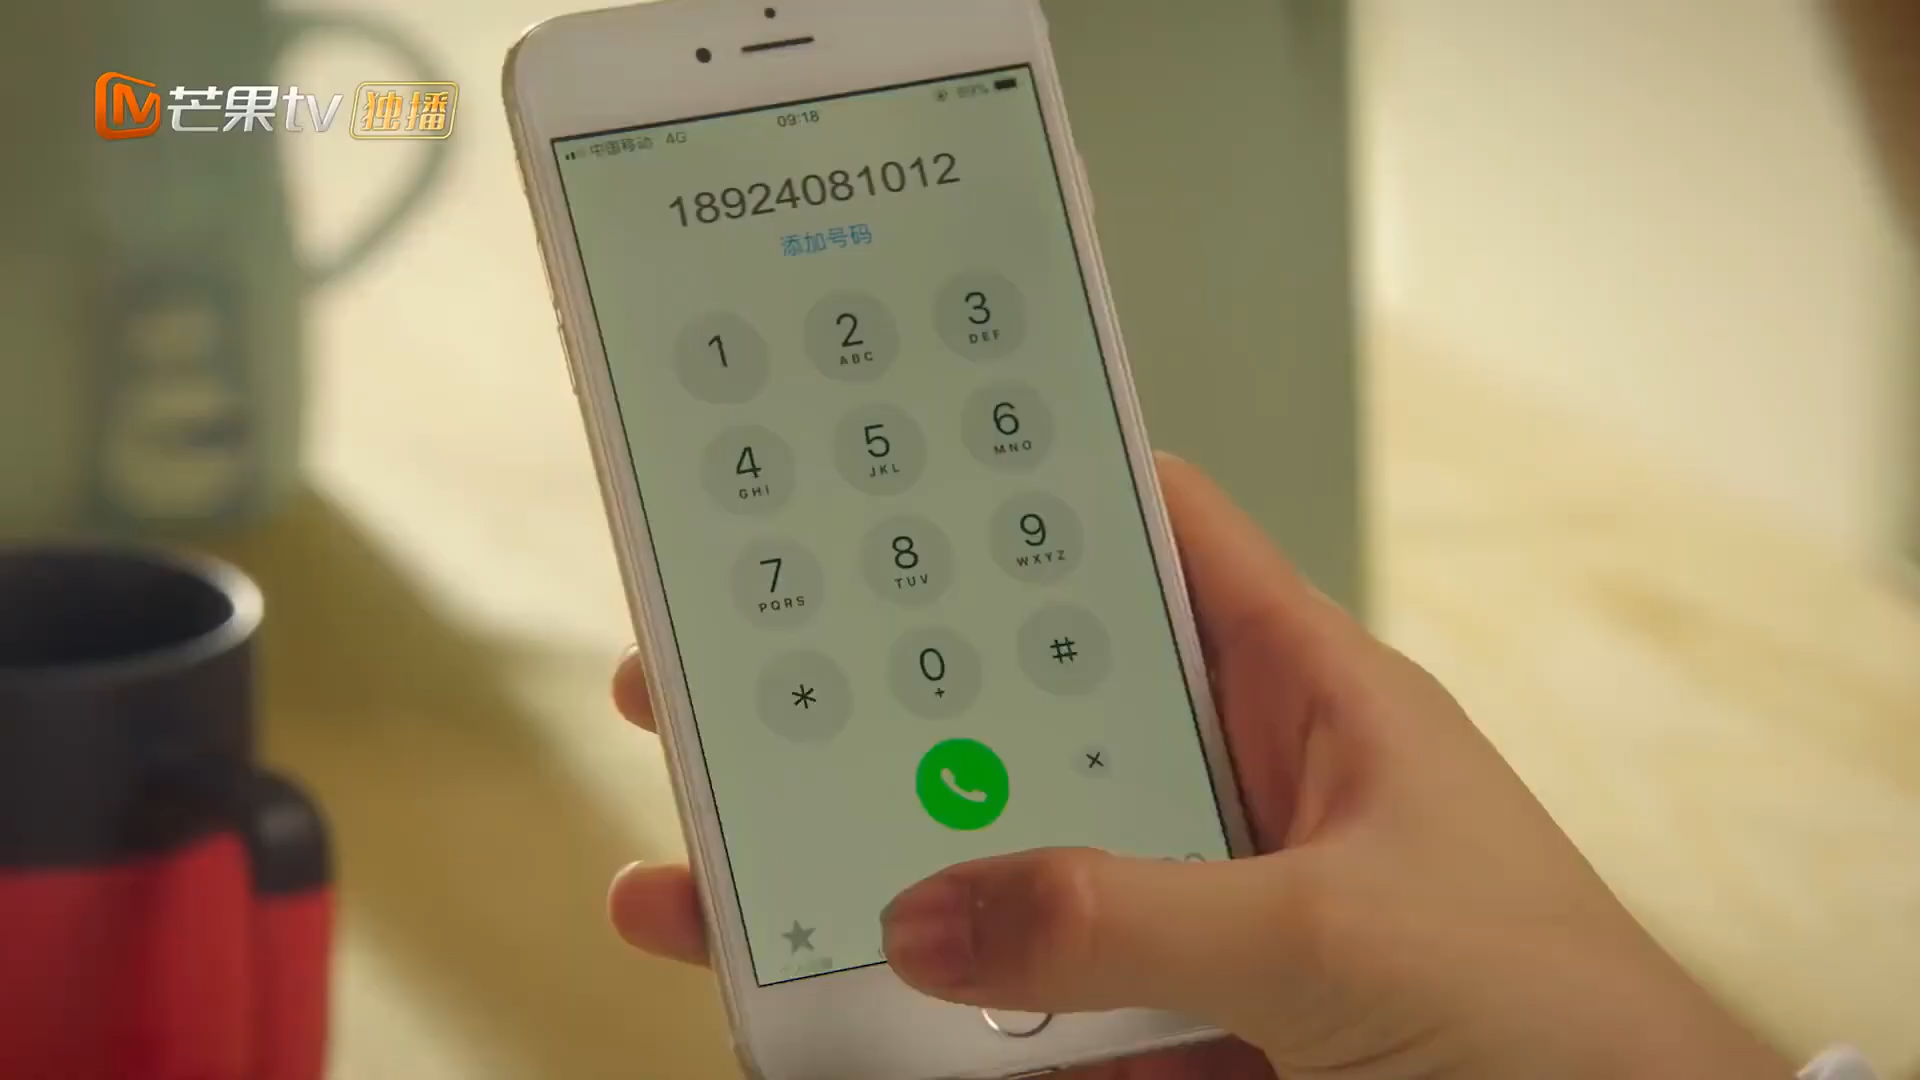 芒果tv 独播
中国移动 4G 09:18 89%
18924081012
添加号码
1
2 ABC
3 DEF
4 GHI
5 JKL
6 MNO
7 PQRS
8 TUV
9 WXYZ
*
0 +
#